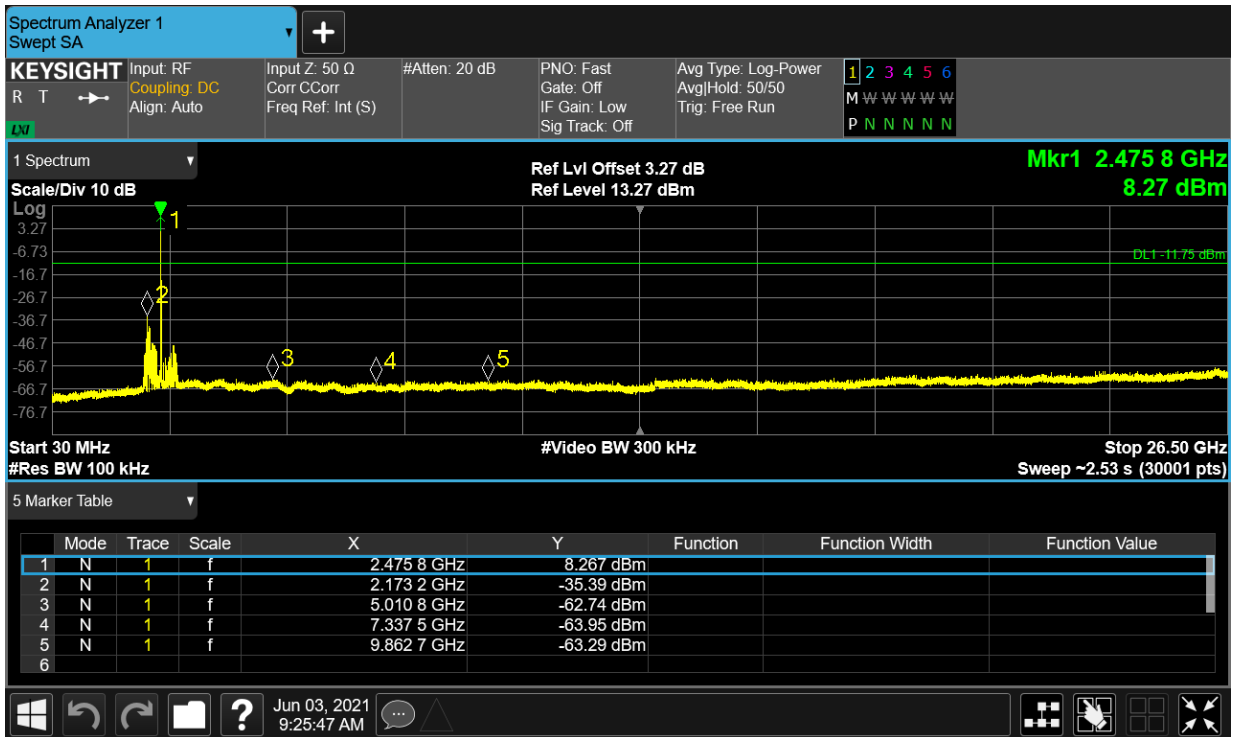 Spectrum Analyzer 1
Swept SA
▼
+
KEYSIGHT
R T
LXI
Input: RF
Coupling: DC
Align: Auto
Input Z: 50 Ω
Corr CCorr
Freq Ref: Int (S)
#Atten: 20 dB
PNO: Fast
Gate: Off
IF Gain: Low
Sig Track: Off
Avg Type: Log-Power
Avg|Hold: 50/50
Trig: Free Run
1 2 3 4 5 6
M W W W W W
P N N N N N
1 Spectrum ▼
Scale/Div 10 dB
Ref Lvl Offset 3.27 dB
Ref Level 13.27 dBm
Mkr1 2.475 8 GHz
8.27 dBm
Log
3.27
-6.73
-16.7
-26.7
-36.7
-46.7
-56.7
-66.7
-76.7
1
2
3
4
5
DL1 -11.75 dBm
Start 30 MHz
#Res BW 100 kHz
#Video BW 300 kHz
Stop 26.50 GHz
Sweep ~2.53 s (30001 pts)
5 Marker Table ▼
Mode Trace Scale X Y Function Function Width Function Value
1 N 1 f 2.475 8 GHz 8.267 dBm
2 N 1 f 2.173 2 GHz -35.39 dBm
3 N 1 f 5.010 8 GHz -62.74 dBm
4 N 1 f 7.337 5 GHz -63.95 dBm
5 N 1 f 9.862 7 GHz -63.29 dBm
6
?
Jun 03, 2021
9:25:47 AM